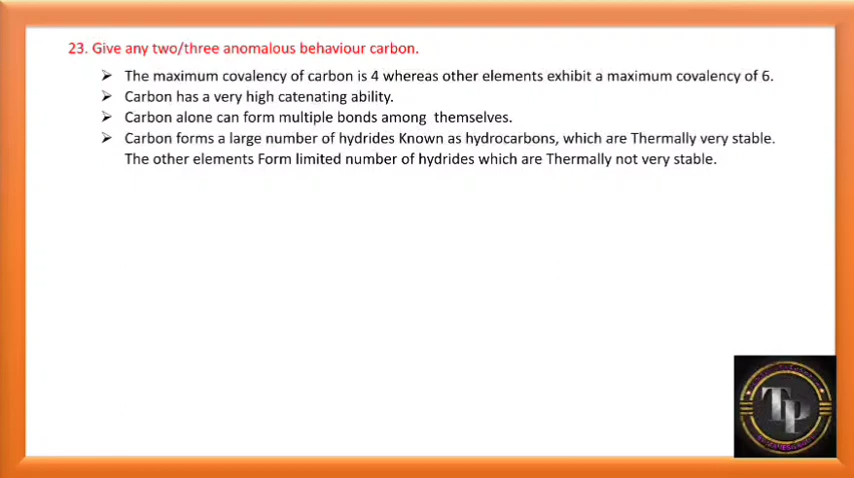 23. Give any two/three anomalous behaviour carbon.
➢ The maximum covalency of carbon is 4 whereas other elements exhibit a maximum covalency of 6.
➢ Carbon has a very high catenating ability.
➢ Carbon alone can form multiple bonds among themselves.
➢ Carbon forms a large number of hydrides Known as hydrocarbons, which are Thermally very stable.
The other elements Form limited number of hydrides which are Thermally not very stable.
TP